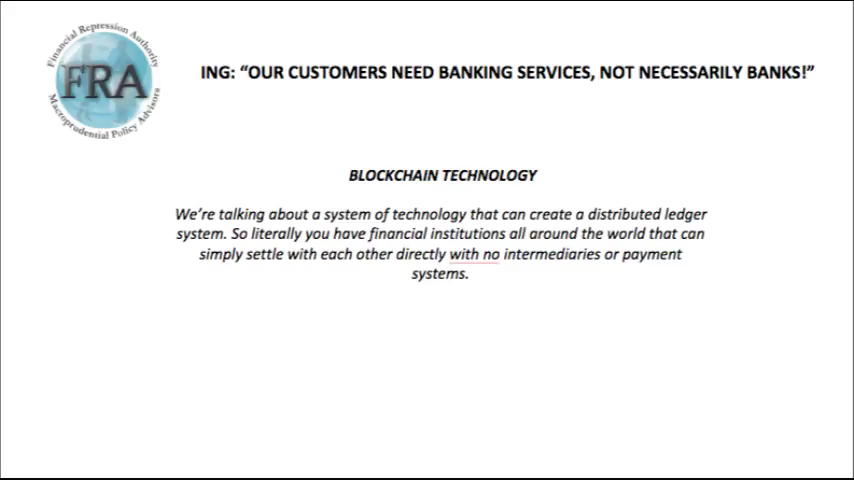 Financial Repression Authority
FRA
Macroprudential Policy Advisors
ING: “OUR CUSTOMERS NEED BANKING SERVICES, NOT NECESSARILY BANKS!”
BLOCKCHAIN TECHNOLOGY
We’re talking about a system of technology that can create a distributed ledger
system. So literally you have financial institutions all around the world that can
simply settle with each other directly with no intermediaries or payment
systems.